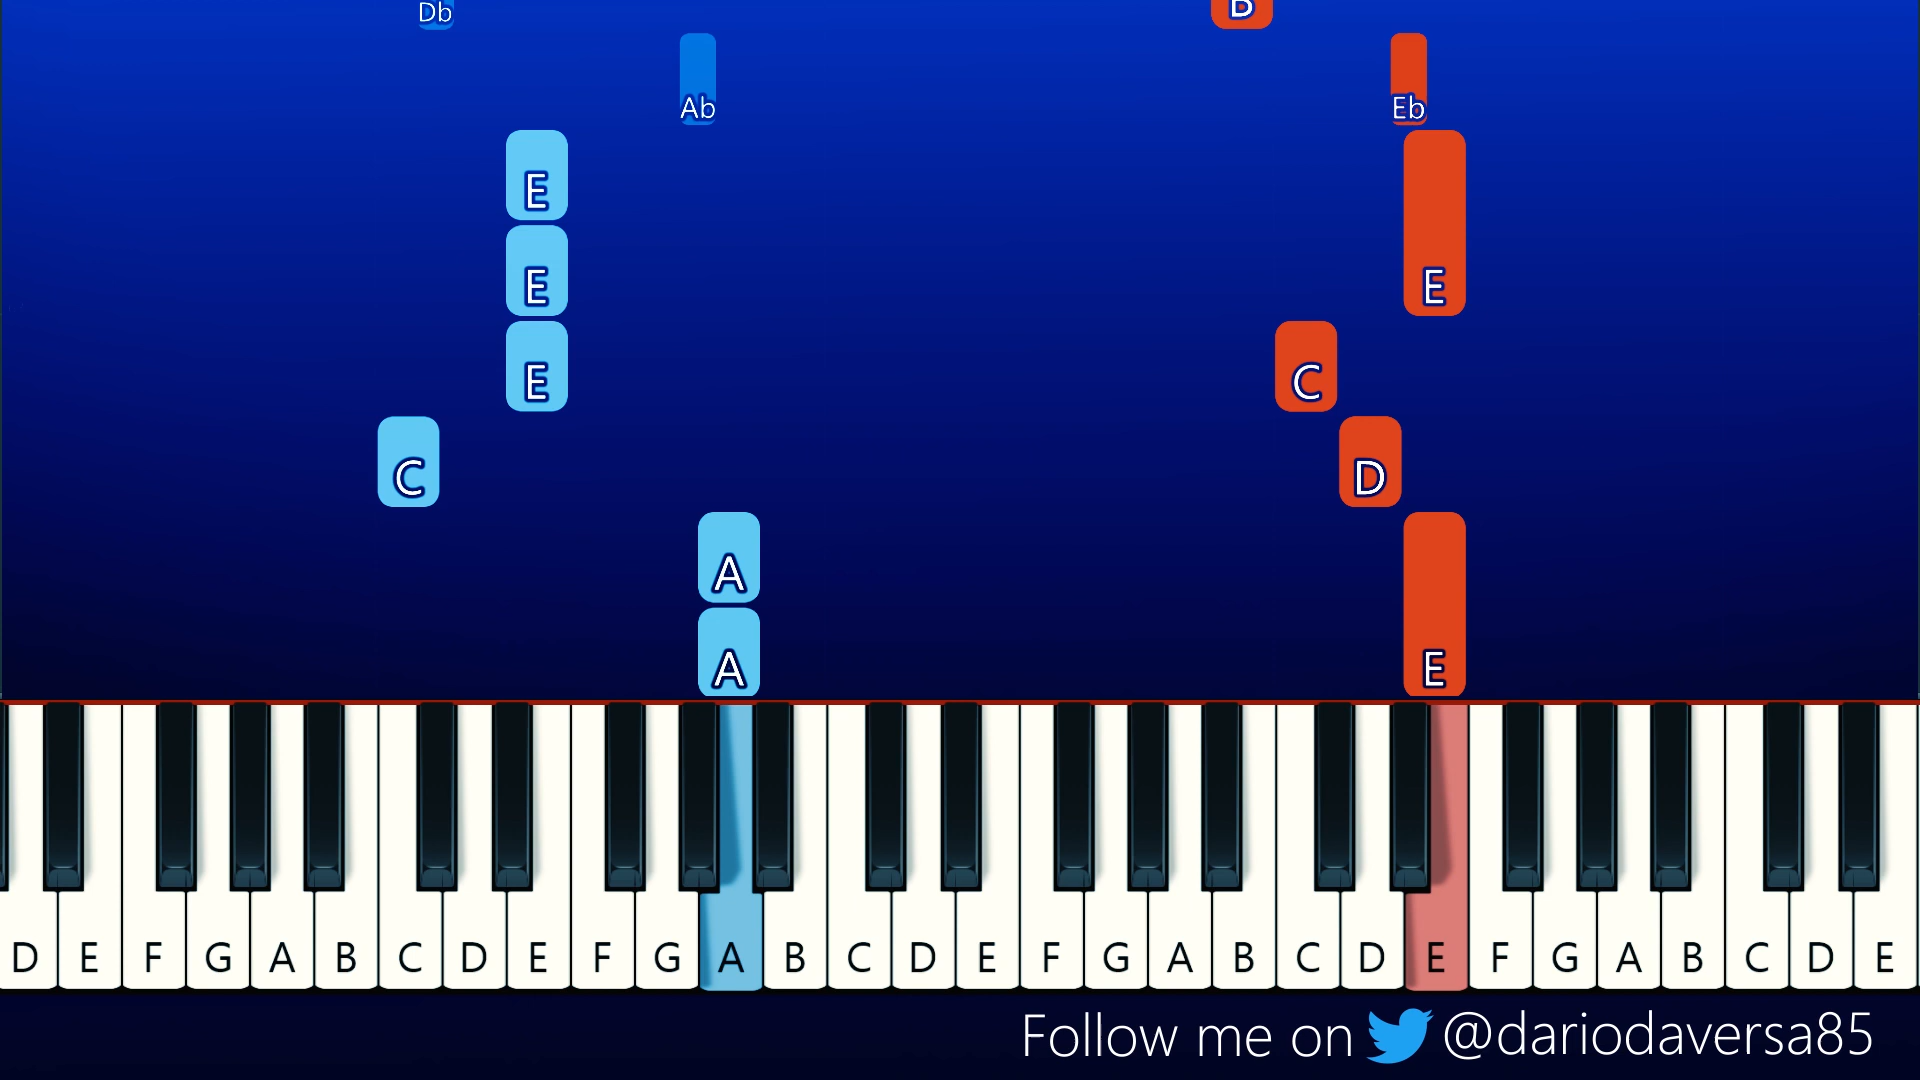 Db B
Ab Eb
E
E E
E C
C D
A
A E
D E F G A B C D E F G A B C D E F G A B C D E F G A B C D E
Follow me on @dariodaversa85